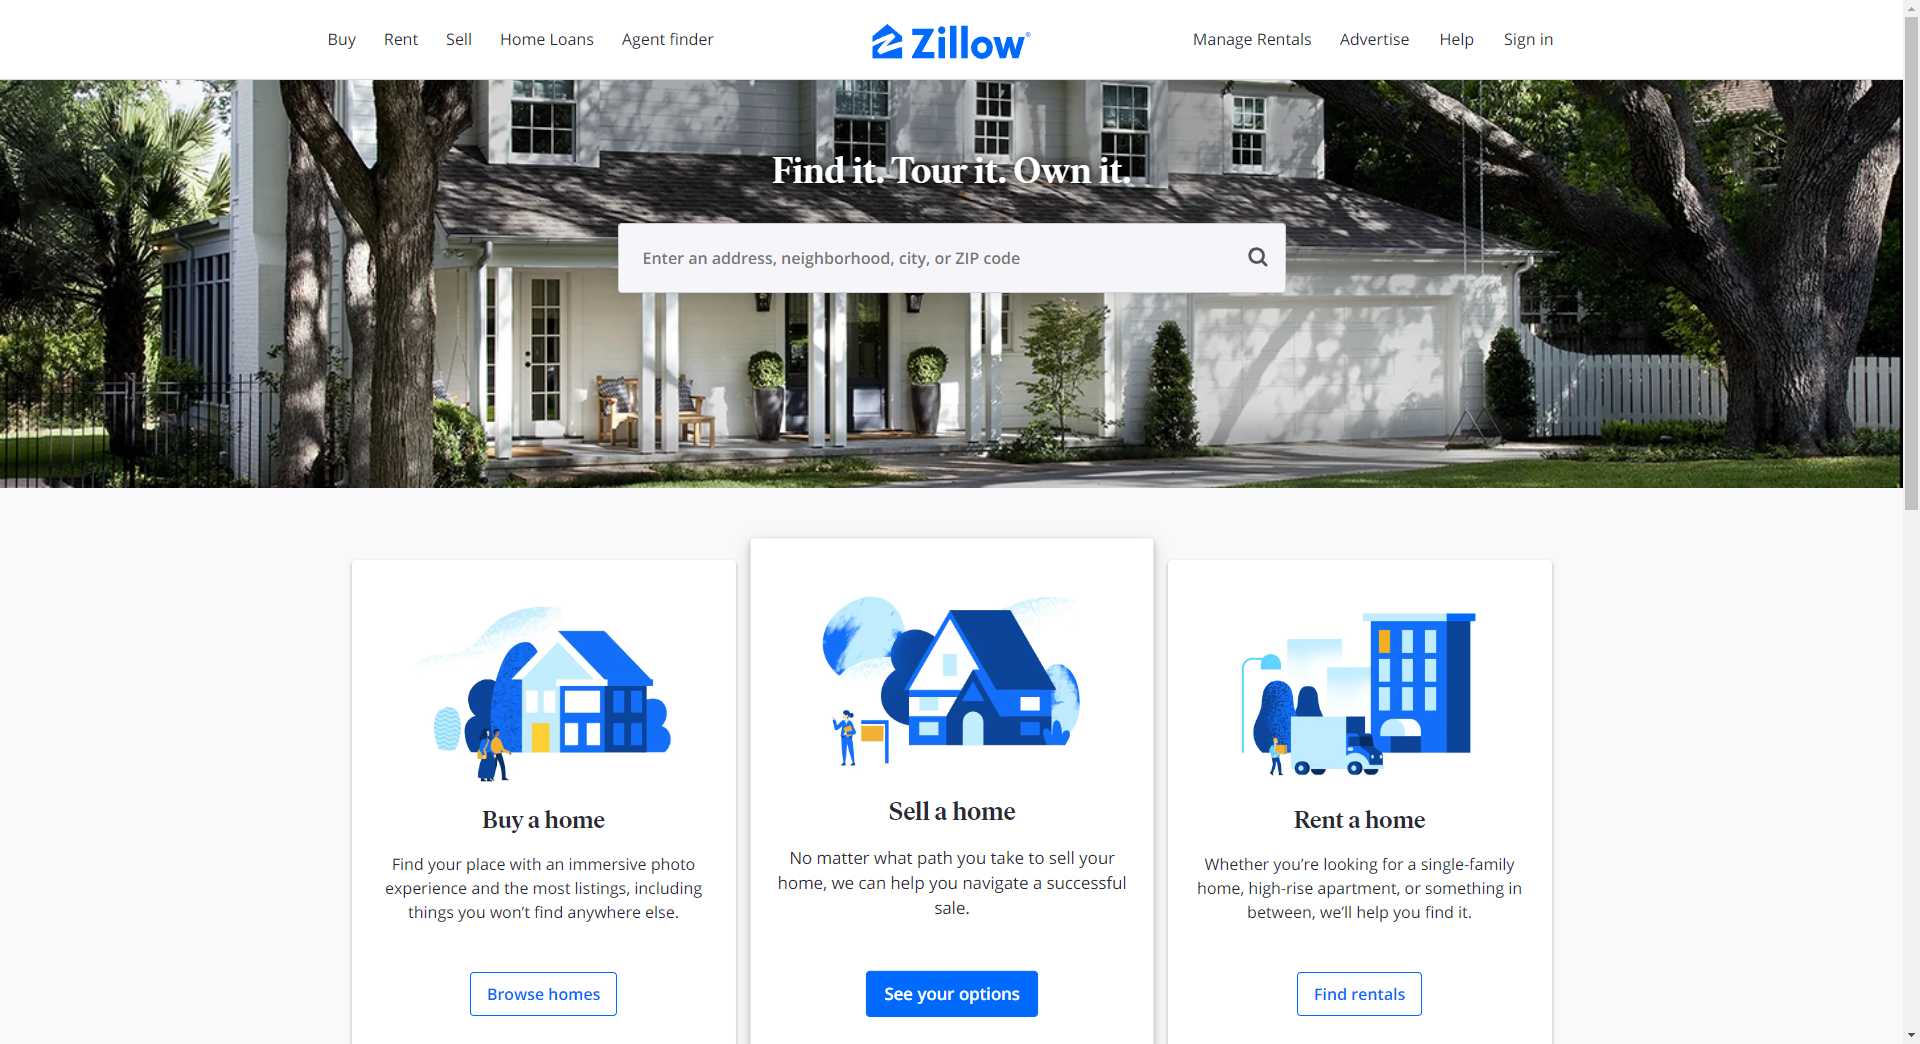 Buy Rent Sell Home Loans Agent finder
Zillow®
Manage Rentals Advertise Help Sign in
Find it. Tour it. Own it.
Enter an address, neighborhood, city, or ZIP code
Buy a home
Find your place with an immersive photo
experience and the most listings, including
things you won’t find anywhere else.
Browse homes
Sell a home
No matter what path you take to sell your
home, we can help you navigate a successful
sale.
See your options
Rent a home
Whether you’re looking for a single-family
home, high-rise apartment, or something in
between, we’ll help you find it.
Find rentals